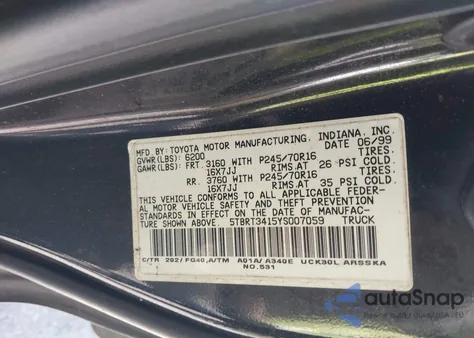 MFD. BY: TOYOTA MOTOR MANUFACTURING, INDIANA, INC.
06/99
GVWR(LBS): 6200
GAWR(LBS): FRT. 3160 WITH P245/70R16 TIRES,
16X7JJ RIMS AT 26 PSI COLD.
RR. 3760 WITH P245/70R16 TIRES,
16X7JJ RIMS AT 35 PSI COLD.
THIS VEHICLE CONFORMS TO ALL APPLICABLE FEDER-
AL MOTOR VEHICLE SAFETY AND BUMPER
STANDARDS IN EFFECT ON THE DATE OF MANUFAC-
TURE SHOWN ABOVE. 5TBRT3415YS007059 TRUCK
C/TR 202/FG40,A/TM A01A/A340E UCK30L ARSSKA
NO.531
autoSnap